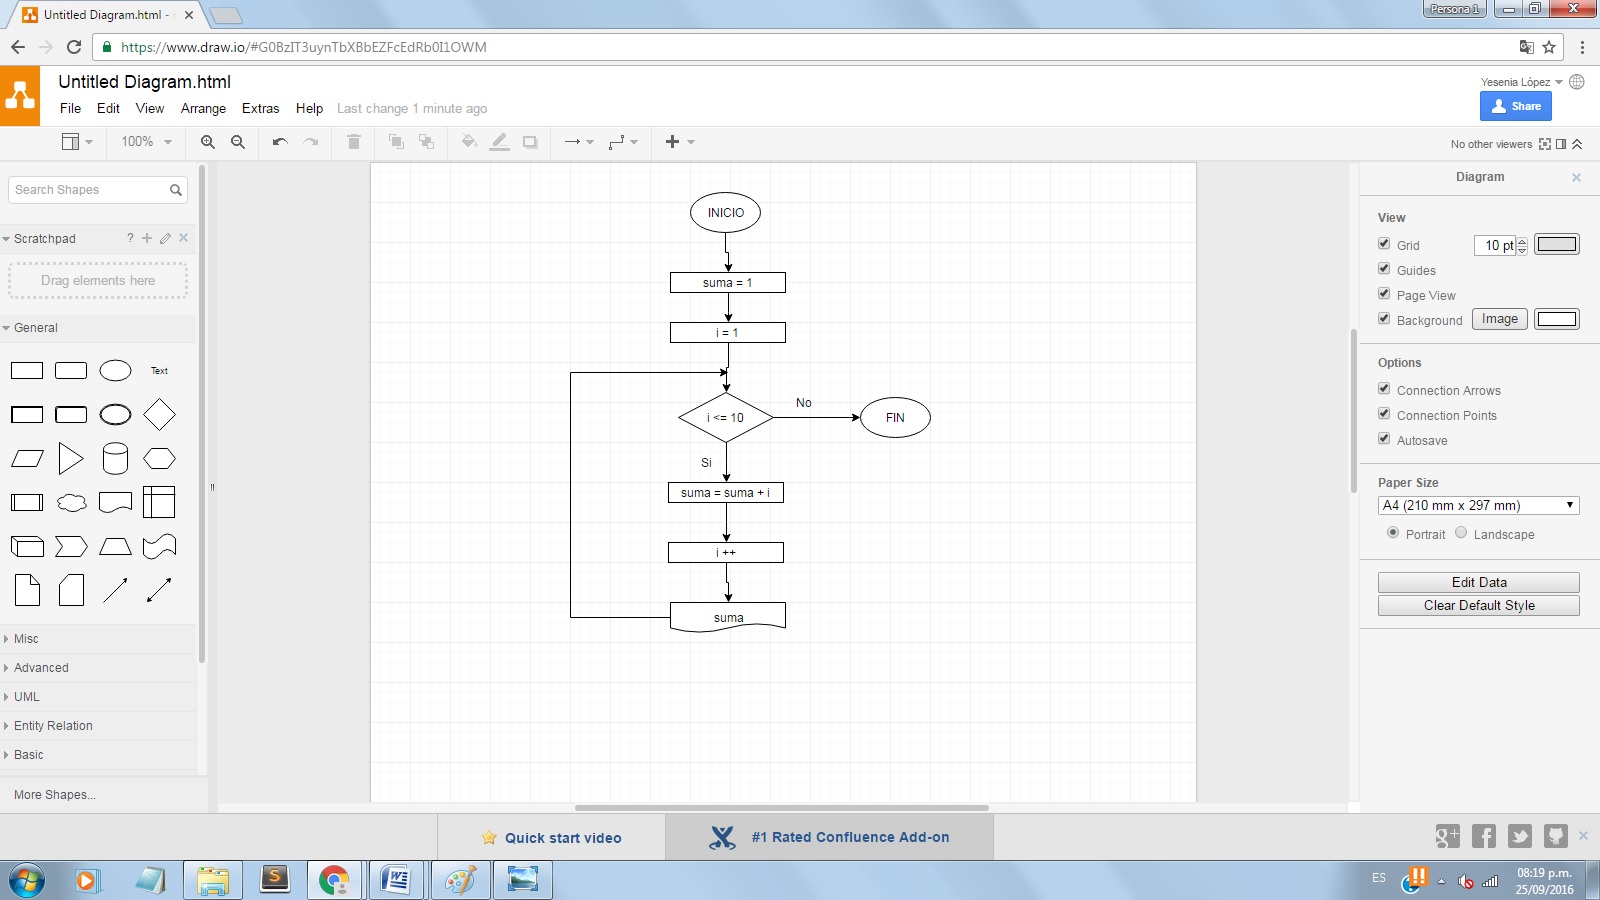 Untitled Diagram.html -
Persona 1
https://www.draw.io/#G0BzIT3uynTbXBbEZFcEdRb0I1OWM
Untitled Diagram.html
Yesenia López
File Edit View Arrange Extras Help Last change 1 minute ago
Share
100%
No other viewers
Search Shapes
Scratchpad ?
Drag elements here
General
Text
Misc
Advanced
UML
Entity Relation
Basic
More Shapes...
INICIO
suma = 1
i = 1
i <= 10
No
FIN
Si
suma = suma + i
i ++
suma
Diagram
View
Grid 10 pt
Guides
Page View
Background Image
Options
Connection Arrows
Connection Points
Autosave
Paper Size
A4 (210 mm x 297 mm)
Portrait Landscape
Edit Data
Clear Default Style
Quick start video
#1 Rated Confluence Add-on
g+
ES
08:19 p.m.
25/09/2016